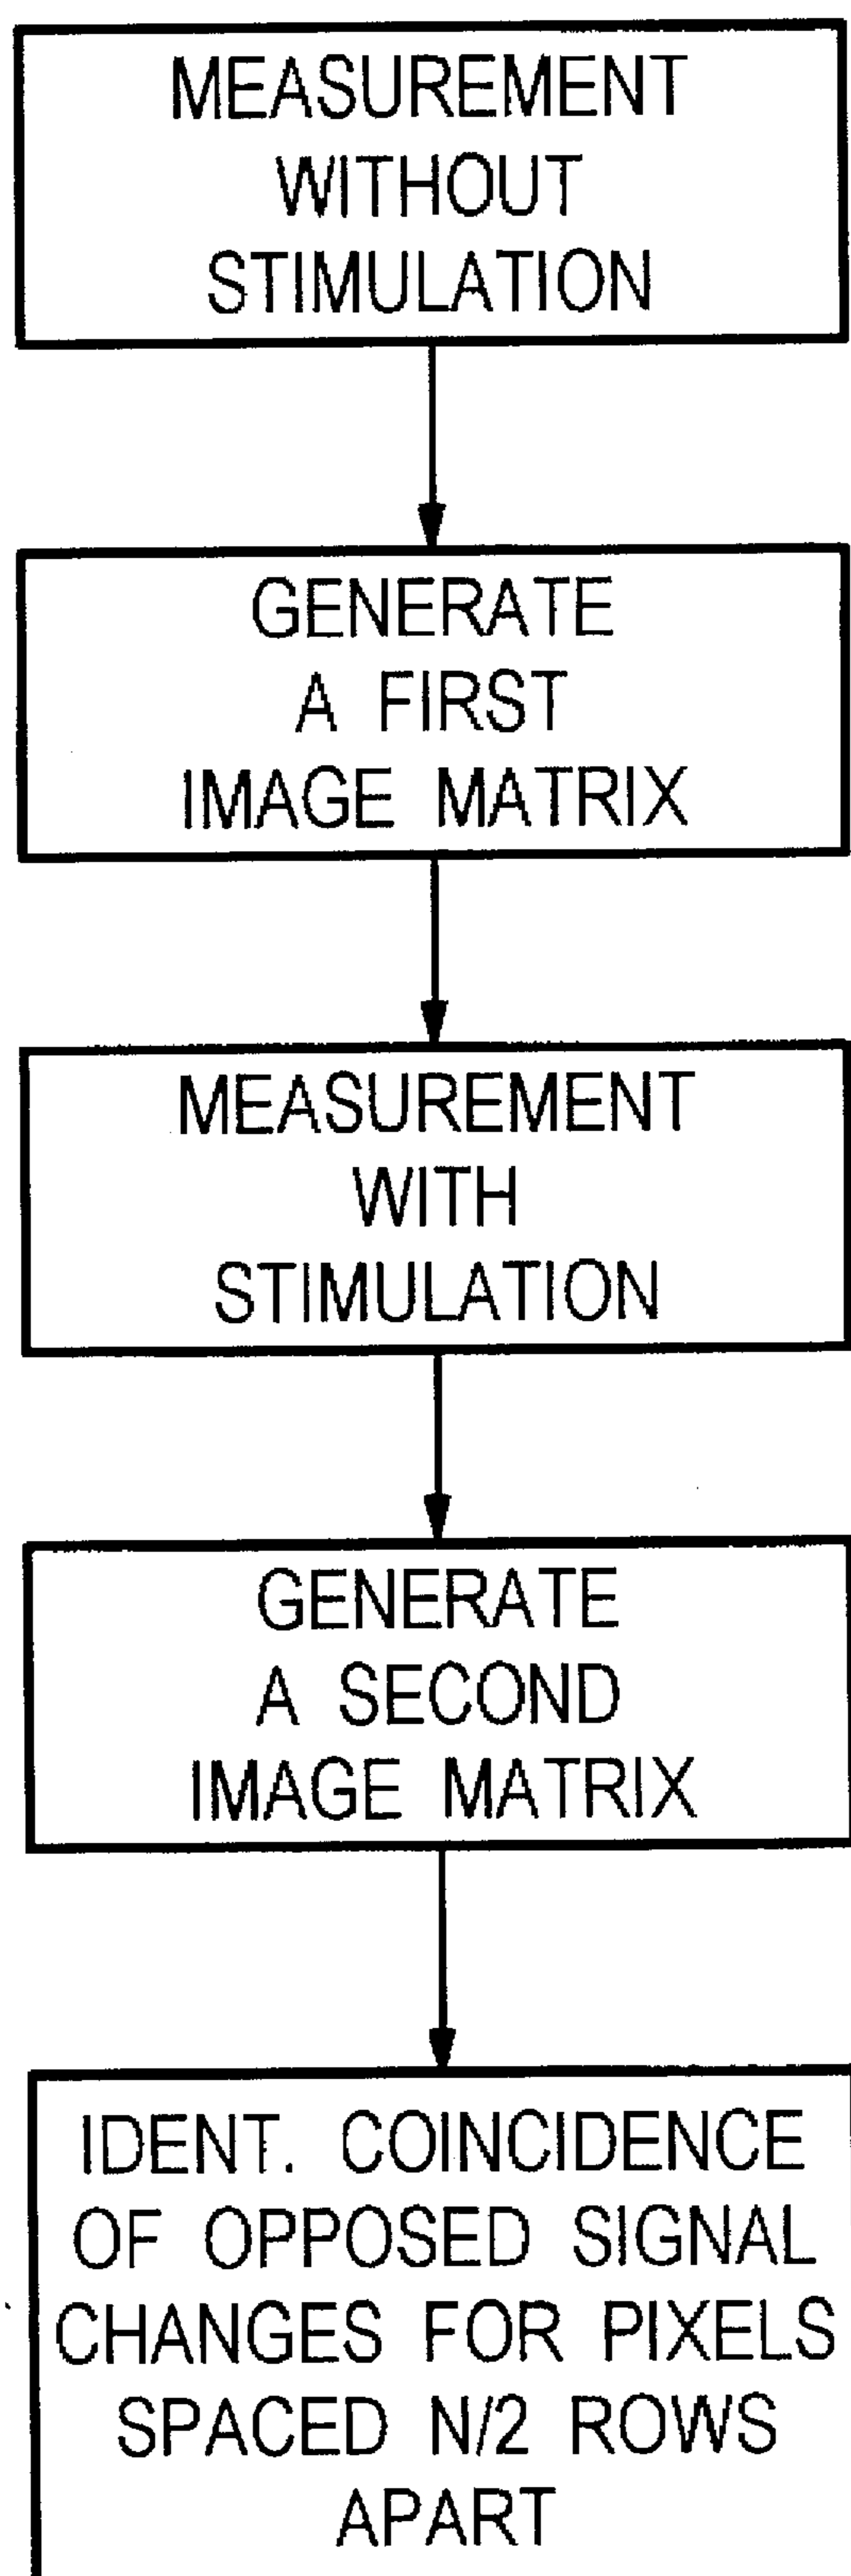 MEASUREMENT
WITHOUT
STIMULATION
GENERATE
A FIRST
IMAGE MATRIX
MEASUREMENT
WITH
STIMULATION
GENERATE
A SECOND
IMAGE MATRIX
IDENT. COINCIDENCE
OF OPPOSED SIGNAL
CHANGES FOR PIXELS
SPACED N/2 ROWS
APART